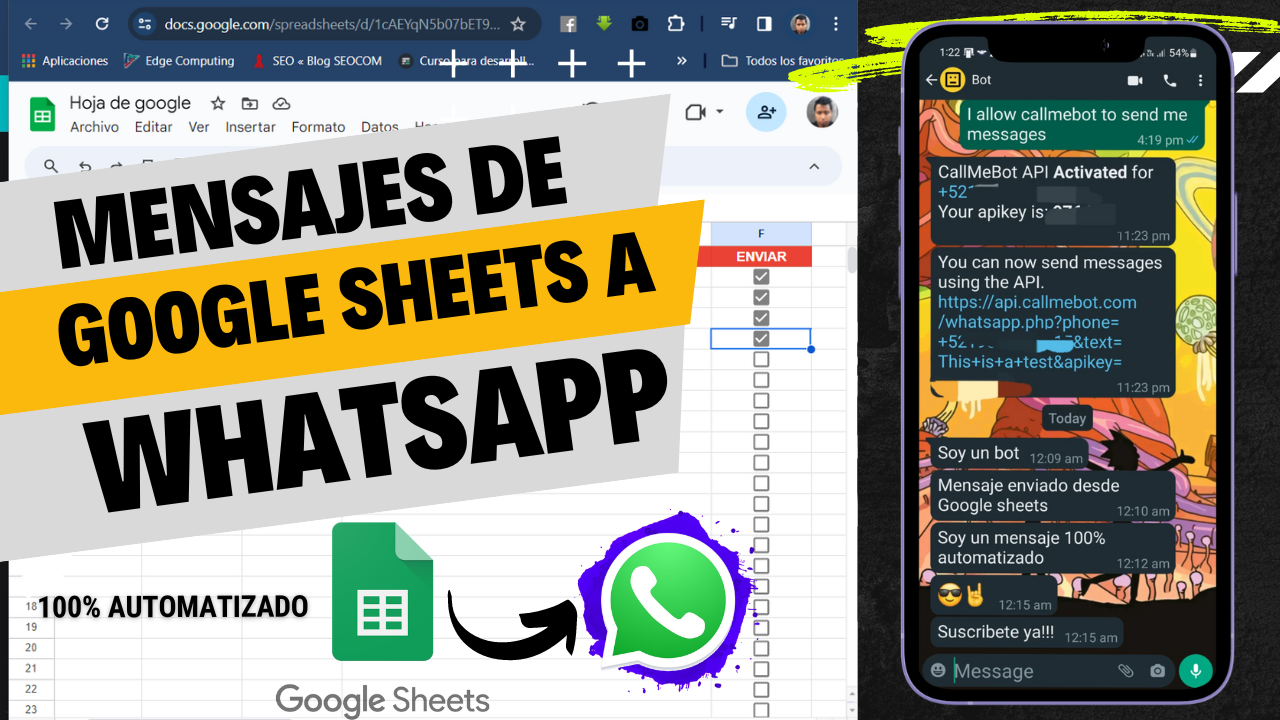 docs.google.com/spreadsheets/d/1cAEYqN5b07bET9...
Aplicaciones
Edge Computing
SEO « Blog SEOCOM
Curso para desarroll...
»
Todos los favoritos
Hoja de google
Archivo Editar Ver Insertar Formato Datos
MENSAJES DE
GOOGLE SHEETS A
WHATSAPP
F
ENVIAR
18
19
20
21
22
23
100% AUTOMATIZADO
Google Sheets
1:22
54%
Bot
I allow callmebot to send me
messages
4:19 pm
CallMeBot API Activated for
+52
Your apikey is:
11:23 pm
You can now send messages
using the API.
https://api.callmebot.com
/whatsapp.php?phone=
&text=
This+is+a+test&apikey=
11:23 pm
Today
Soy un bot 12:09 am
Mensaje enviado desde
Google sheets 12:10 am
Soy un mensaje 100%
automatizado 12:12 am
😎🤘 12:15 am
Suscribete ya!!! 12:15 am
Message